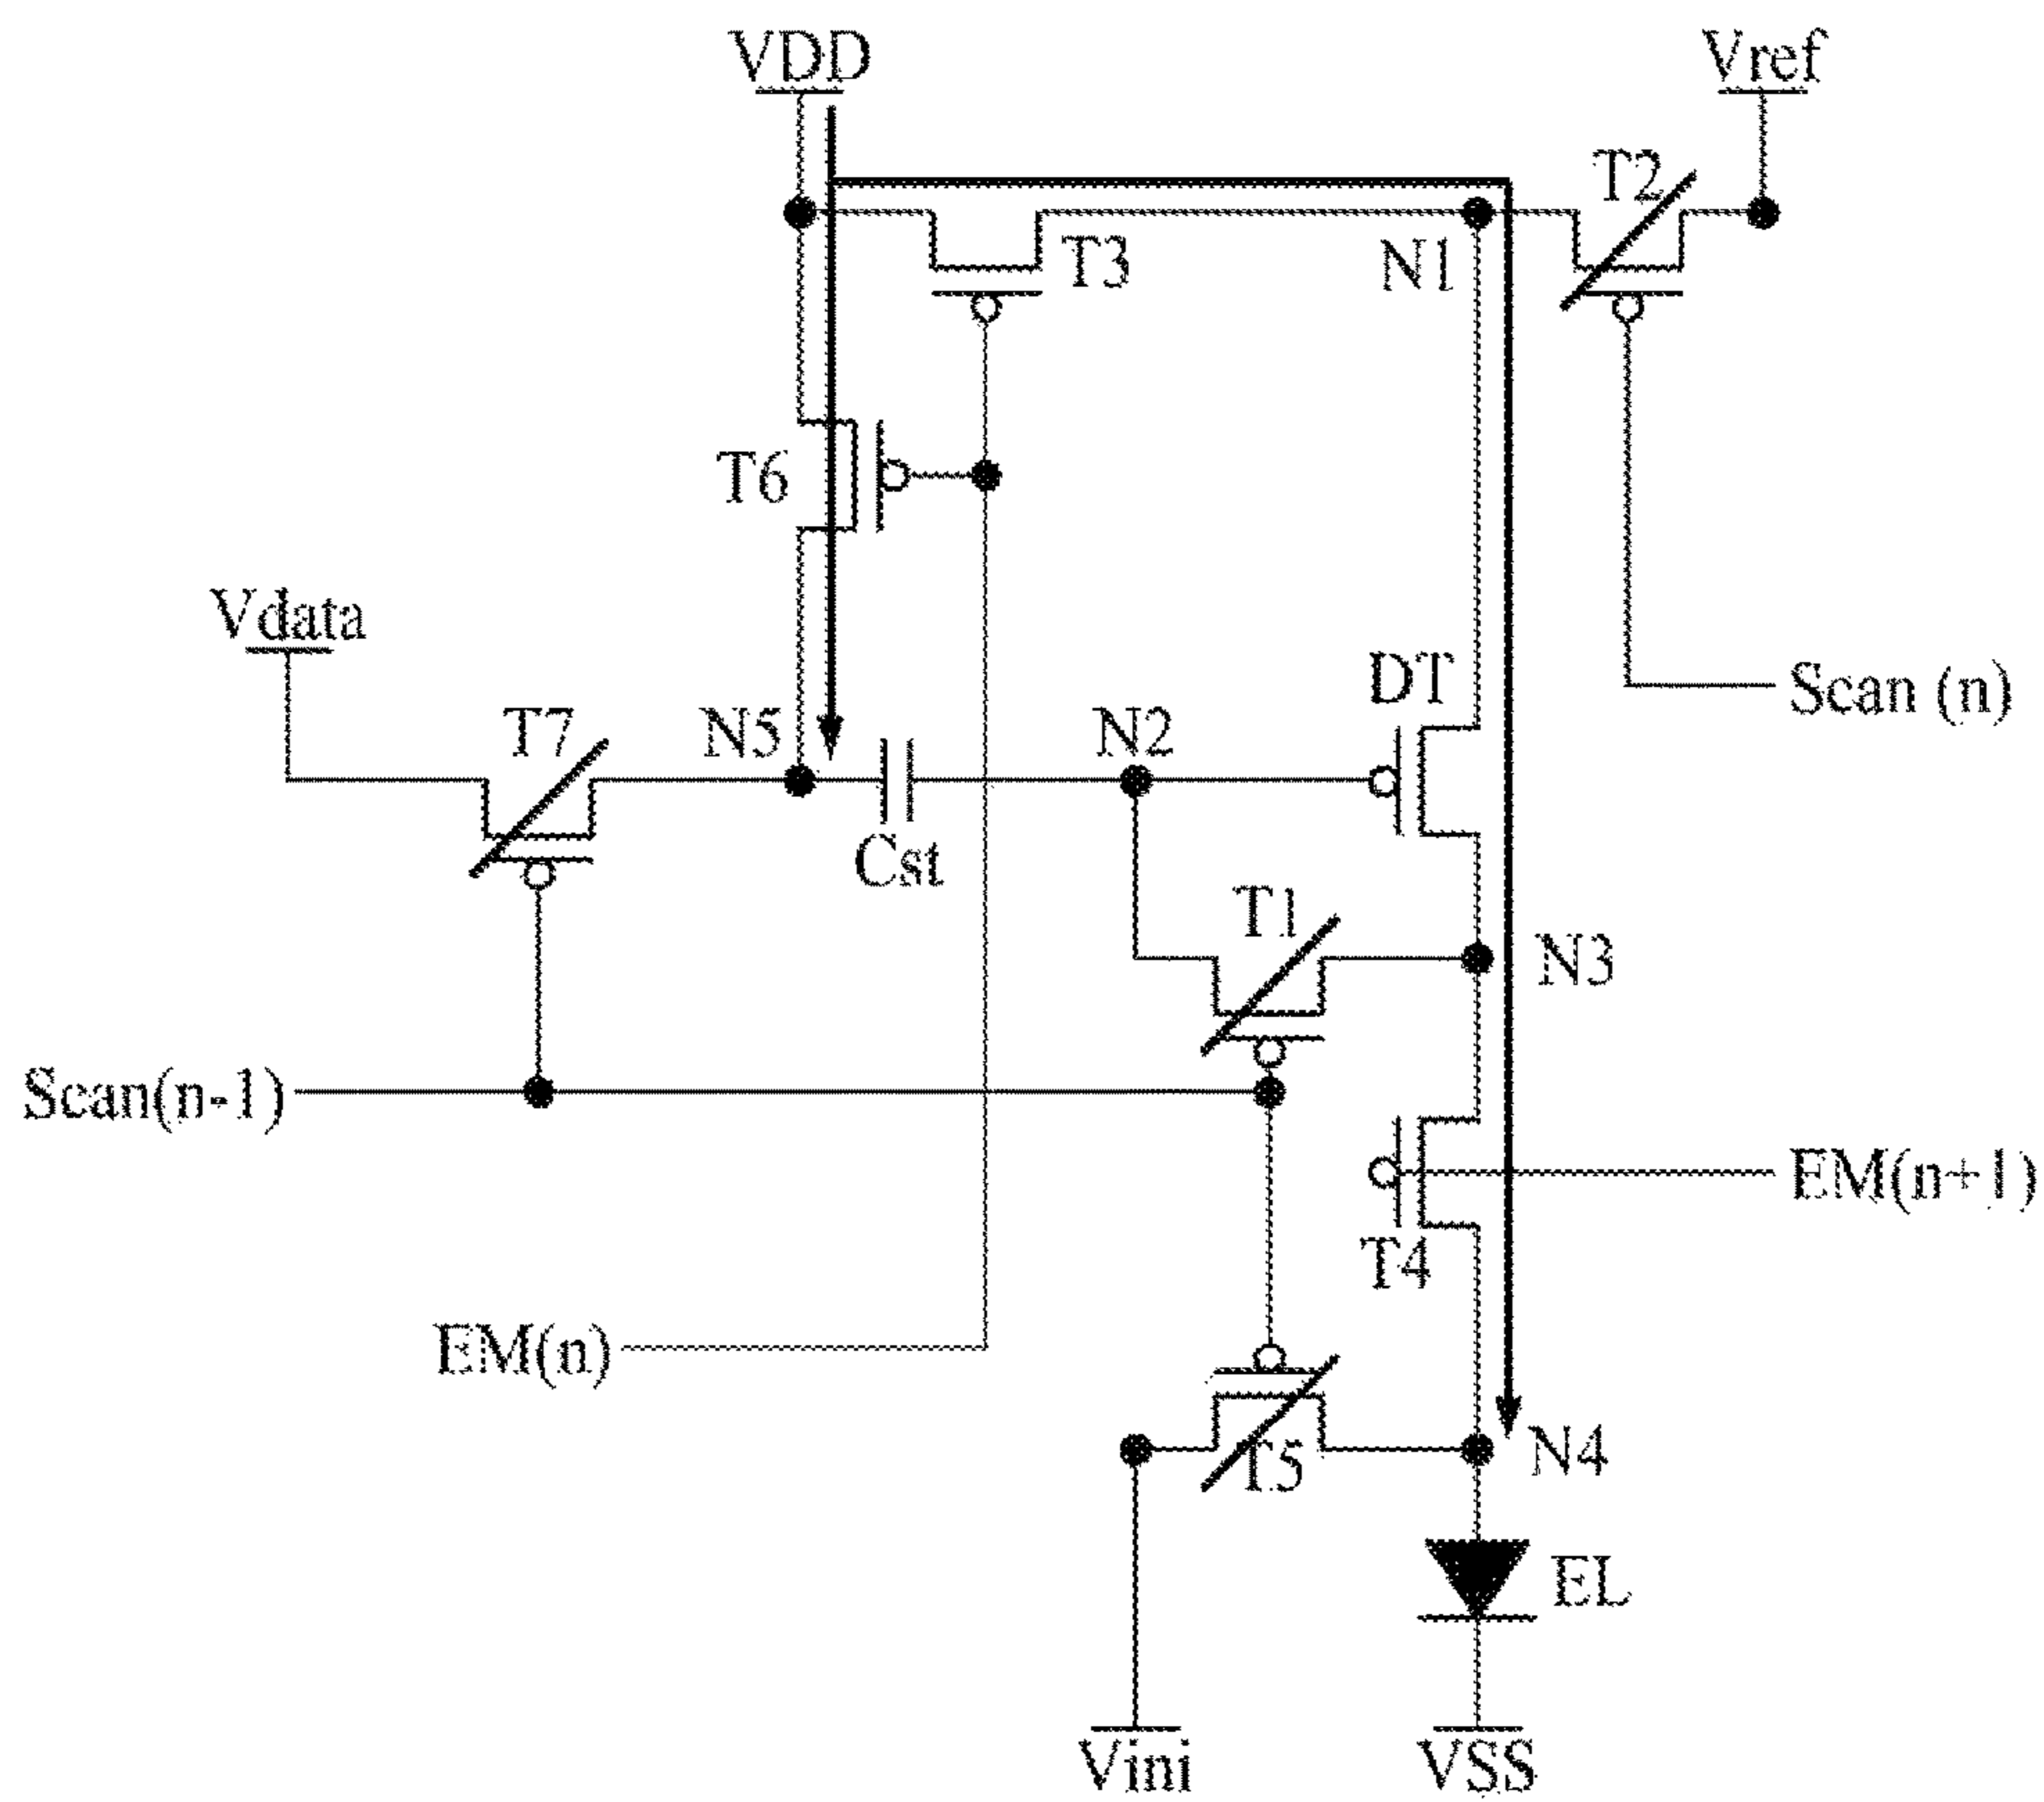 VDD
Vref
T2
T3
N1
T6
Vdata
DT
Scan (n)
T7
N5
N2
Cst
T1
N3
Scan(n-1)
EM(n+1)
T4
EM(n)
T5
N4
EL
Vini
VSS